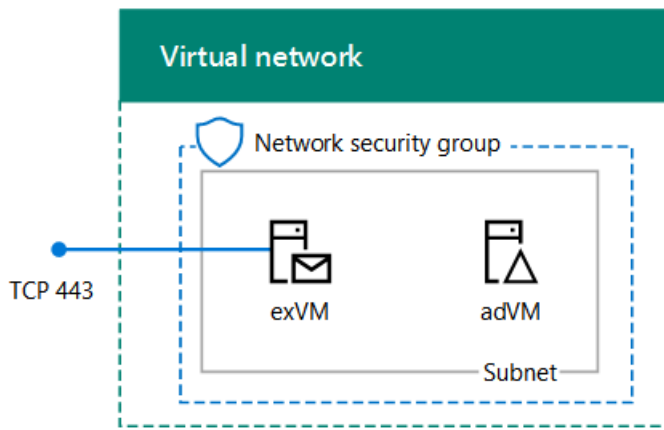 Virtual network
Network security group
TCP 443
exVM
adVM
Subnet